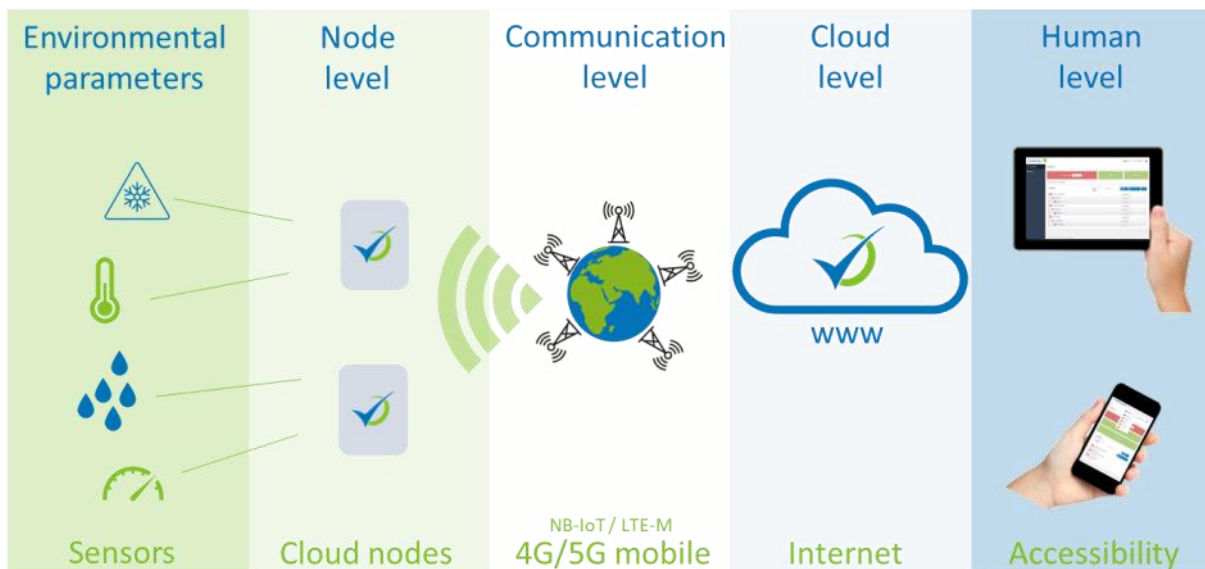 Environmental
parameters
Node
level
Communication
level
Cloud
level
Human
level
www
NB-IoT / LTE-M
Sensors
Cloud nodes
4G/5G mobile
Internet
Accessibility